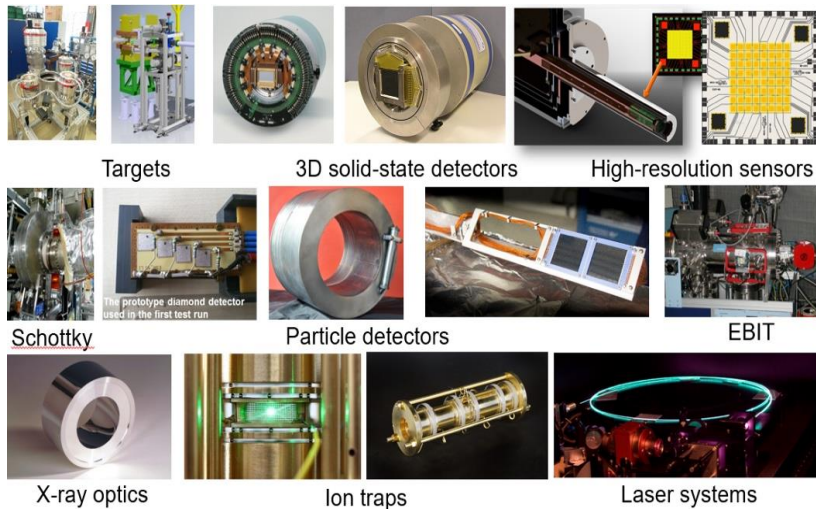 Targets
3D solid-state detectors
High-resolution sensors
The prototype diamond detector
used in the first test run
Schottky
Particle detectors
EBIT
X-ray optics
Ion traps
Laser systems